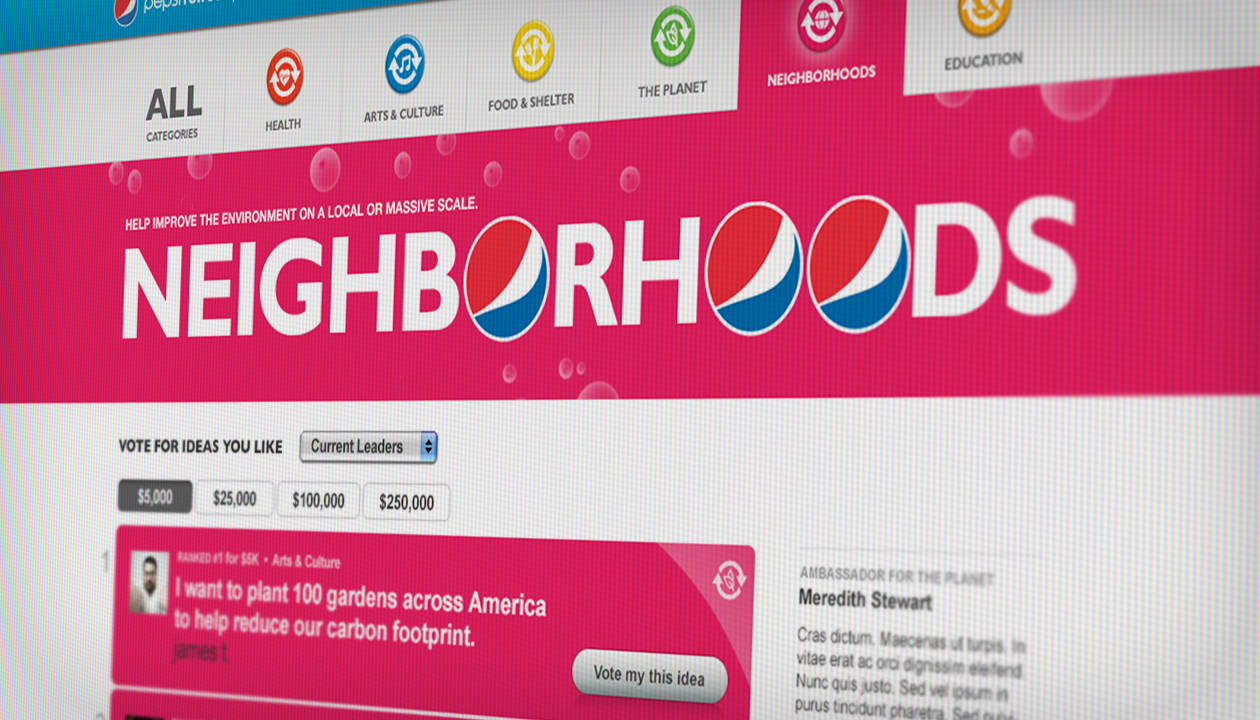 ALL
CATEGORIES
HEALTH
ARTS & CULTURE
FOOD & SHELTER
THE PLANET
NEIGHBORHOODS
EDUCATION
HELP IMPROVE THE ENVIRONMENT ON A LOCAL OR MASSIVE SCALE.
NEIGHBORHOODS
VOTE FOR IDEAS YOU LIKE
Current Leaders
$5,000
$25,000
$100,000
$250,000
1
RANKED #1 for $5K • Arts & Culture
I want to plant 100 gardens across America
to help reduce our carbon footprint.
james t.
Vote my this idea
AMBASSADOR FOR THE PLANET
Meredith Stewart
Cras dictum. Maecenas ut turpis. In
vitae erat ac orci dignissim eleifend.
Nunc quis justo. Sed vel ipsum in
purus tincidunt pharetra. Sed